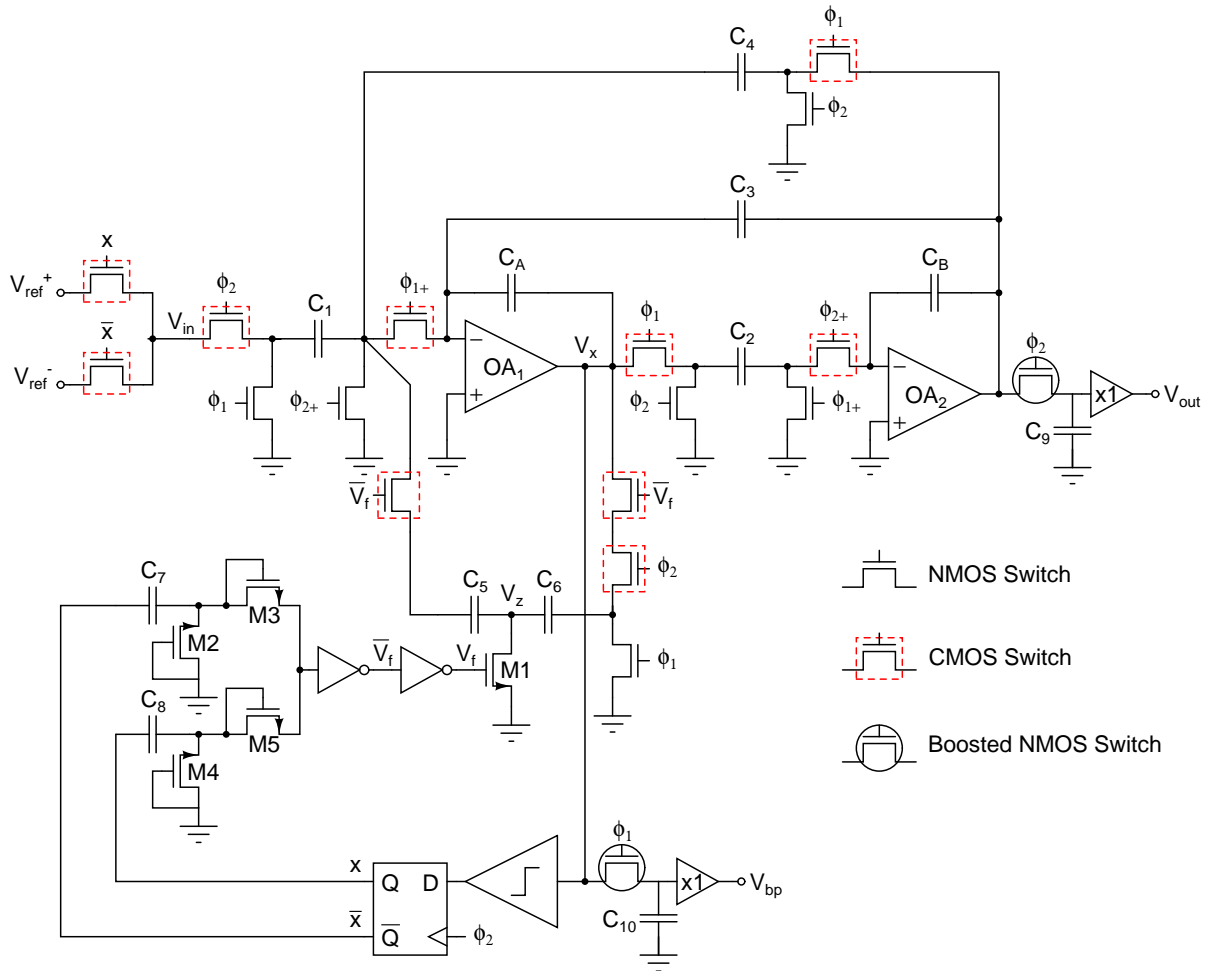 ϕ1
C4
ϕ2
C3
x
Vref+
ϕ2
C1
ϕ1+
CA
Vin
x̅
Vref-
OA1
Vx
ϕ1
C2
ϕ2+
CB
OA2
ϕ2
x1
Vout
C9
ϕ1
ϕ2+
ϕ2
ϕ1+
V̅f
V̅f
ϕ2
ϕ1
C7
M3
M2
C8
M5
M4
V̅f
Vf
M1
C5
Vz
C6
NMOS Switch
CMOS Switch
Boosted NMOS Switch
x
x̅
Q
D
Q̅
ϕ2
ϕ1
x1
Vbp
C10